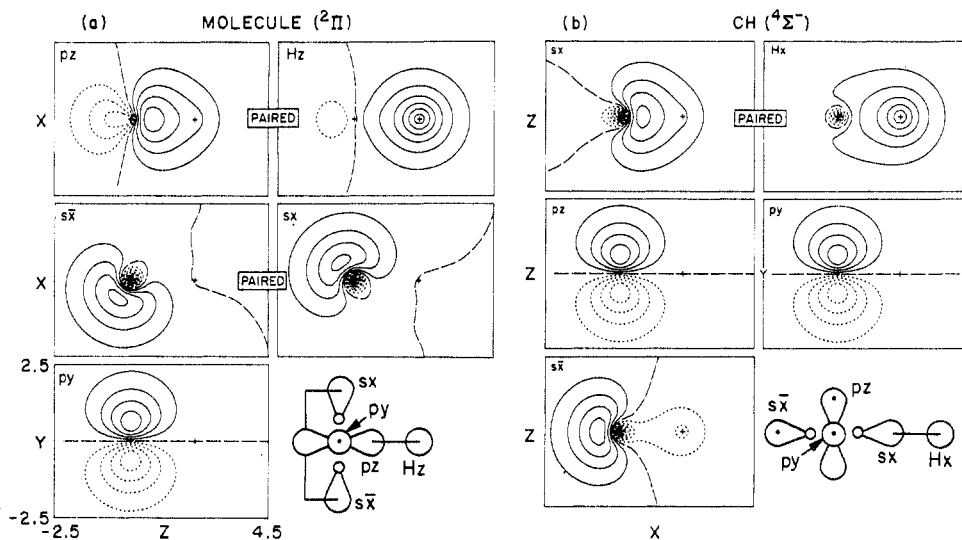 (a) MOLECULE (²Π)
pz
Hz
X
PAIRED
sx̄
sx
X
PAIRED
2.5
py
Y
-2.5
-2.5 Z 4.5
sx
py
pz
Hz
sx̄
(b) CH (⁴Σ⁻)
sx
Hx
Z
PAIRED
pz
py
Z
Y
sx̄
Z
X
pz
sx̄
py
sx
Hx